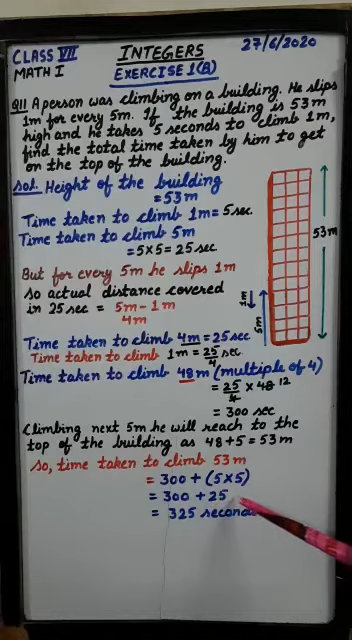 CLASS VII
INTEGERS
27/6/2020
MATH I
EXERCISE 1(B)
Q11 A person was climbing on a building. He slips
1m for every 5m. If the building is 53m
high and he takes 5 seconds to climb 1m,
find the total time taken by him to get
on the top of the building.
Sol. Height of the building
= 53m
Time taken to climb 1m = 5 sec.
Time taken to climb 5m
= 5×5 = 25 sec
But for every 5m he slips 1m
So actual distance covered
in 25 sec = 5m - 1m
4m
Time taken to climb 4m = 25 sec
Time taken to climb 1m = 25/4 sec
Time taken to climb 48m (multiple of 4)
= 25/4 × 48 12
= 300 sec
Climbing next 5m he will reach to the
top of the building as 48+5 = 53m
So, time taken to climb 53m
= 300 + (5×5)
= 300 + 25
= 325 seconds
53m
1m
5m